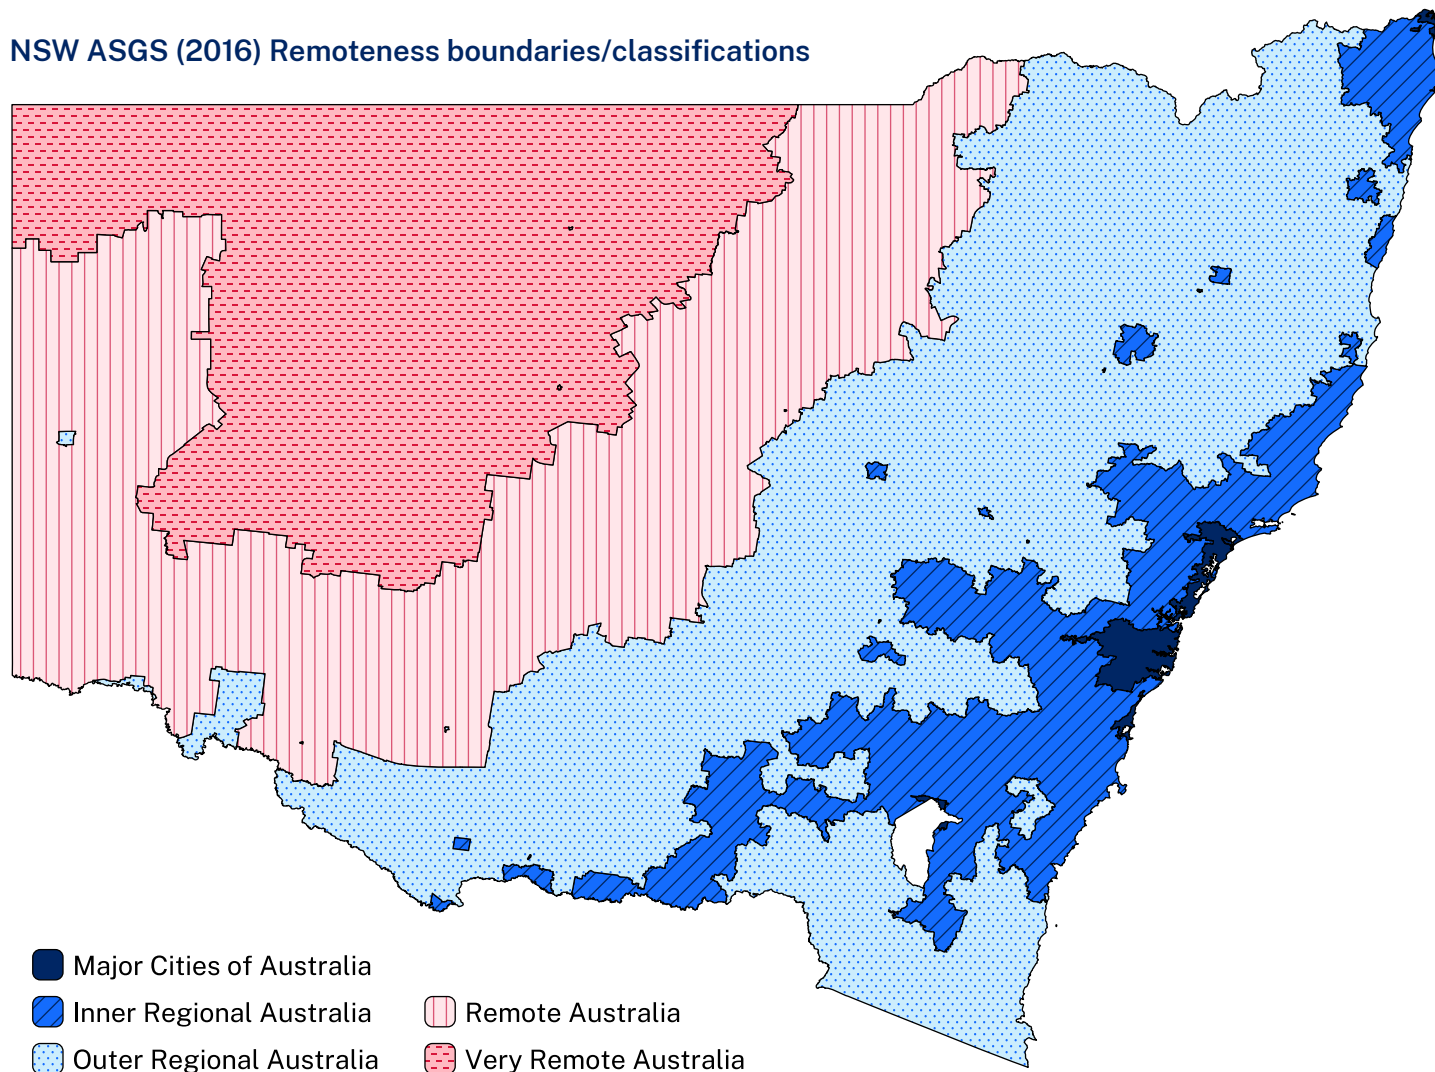 NSW ASGS (2016) Remoteness boundaries/classifications
Major Cities of Australia
Inner Regional Australia
Outer Regional Australia
Remote Australia
Very Remote Australia